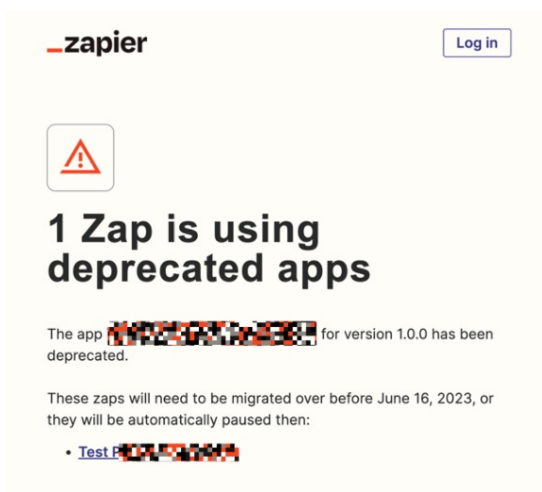 zapier
Log in
1 Zap is using
deprecated apps
The app for version 1.0.0 has been
deprecated.
These zaps will need to be migrated over before June 16, 2023, or
they will be automatically paused then:
• Test